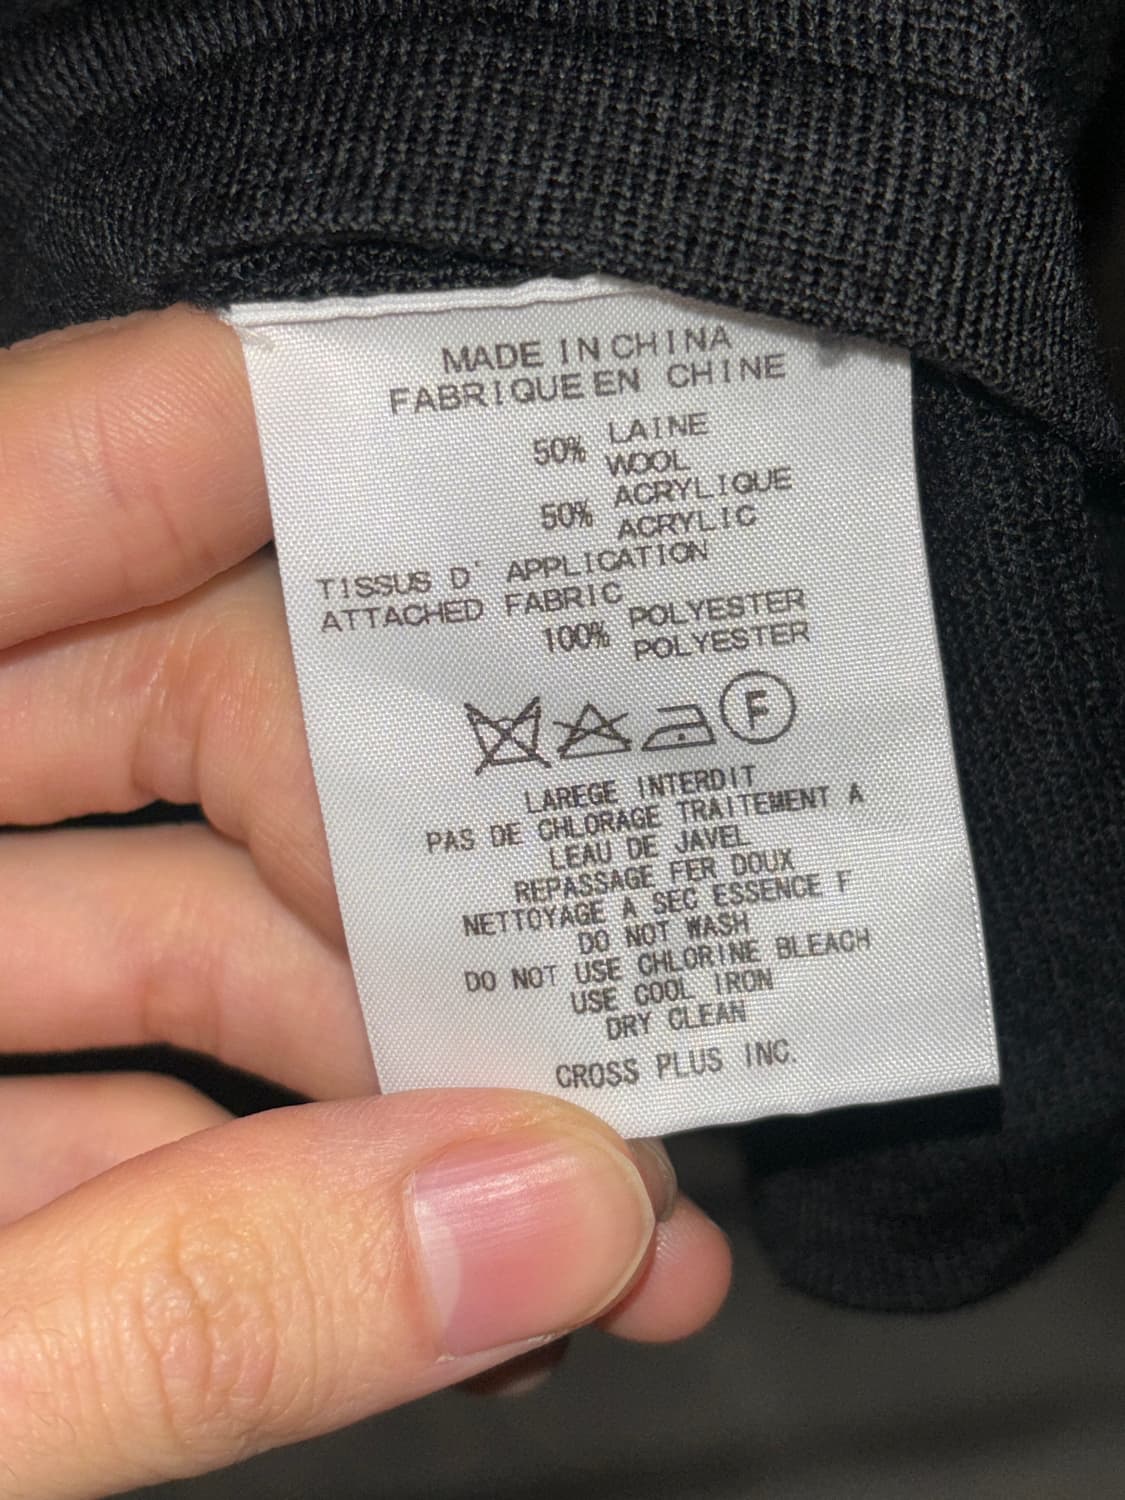 MADE IN CHINA
FABRIQUE EN CHINE
50% LAINE
WOOL
50% ACRYLIQUE
ACRYLIC
TISSUS D' APPLICATION
ATTACHED FABRIC
100% POLYESTER
POLYESTER
F
LAREGE INTERDIT
PAS DE CHLORAGE TRAITEMENT A
LEAU DE JAVEL
REPASSAGE FER DOUX
NETTOYAGE A SEC ESSENCE F
DO NOT WASH
DO NOT USE CHLORINE BLEACH
USE COOL IRON
DRY CLEAN
CROSS PLUS INC.